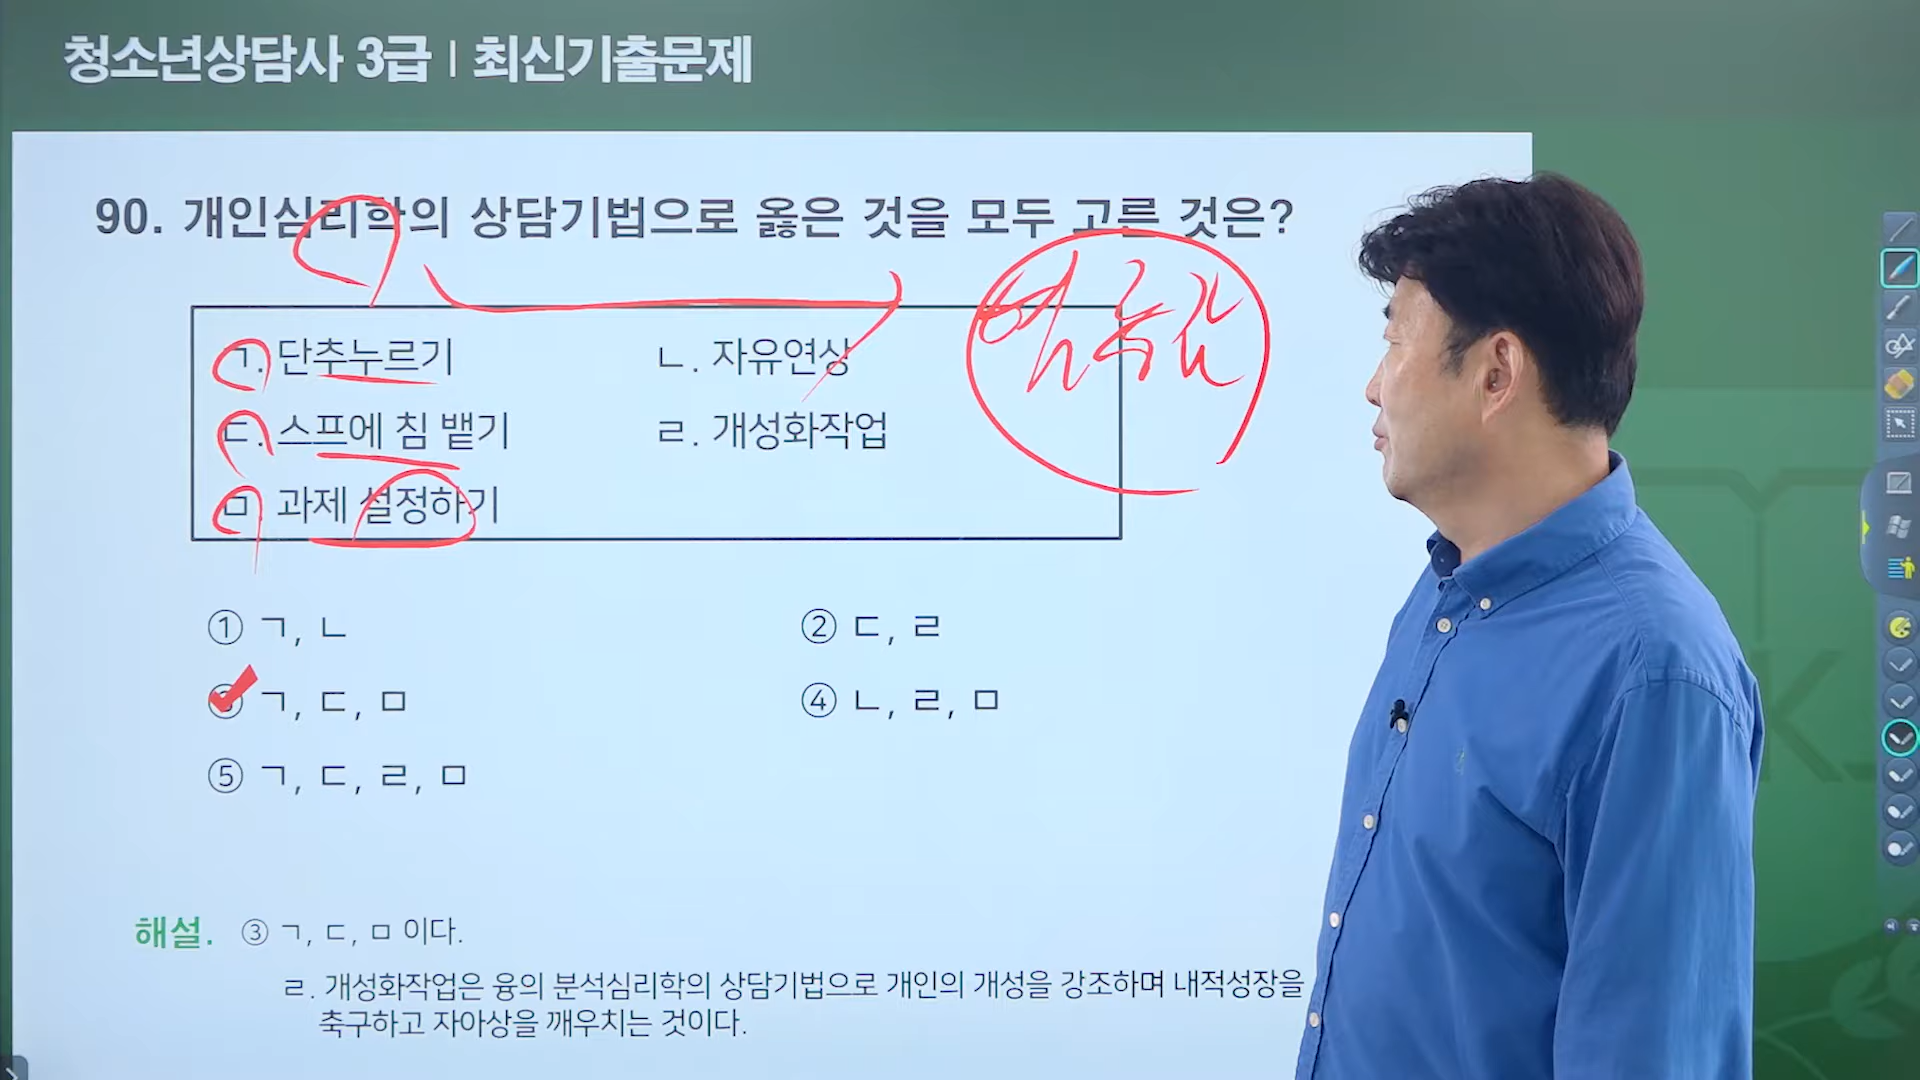 청소년상담사 3급 | 최신기출문제
90. 개인심리학의 상담기법으로 옳은 것을 모두 고른 것은?
열등감
ㄱ. 단추누르기 ㄴ. 자유연상
ㄷ. 스프에 침 뱉기 ㄹ. 개성화작업
ㅁ. 과제 설정하기
① ㄱ, ㄴ ② ㄷ, ㄹ
③ ㄱ, ㄷ, ㅁ ④ ㄴ, ㄹ, ㅁ
⑤ ㄱ, ㄷ, ㄹ, ㅁ
해설. ③ ㄱ, ㄷ, ㅁ 이다.
ㄹ. 개성화작업은 융의 분석심리학의 상담기법으로 개인의 개성을 강조하며 내적성장을
축구하고 자아상을 깨우치는 것이다.